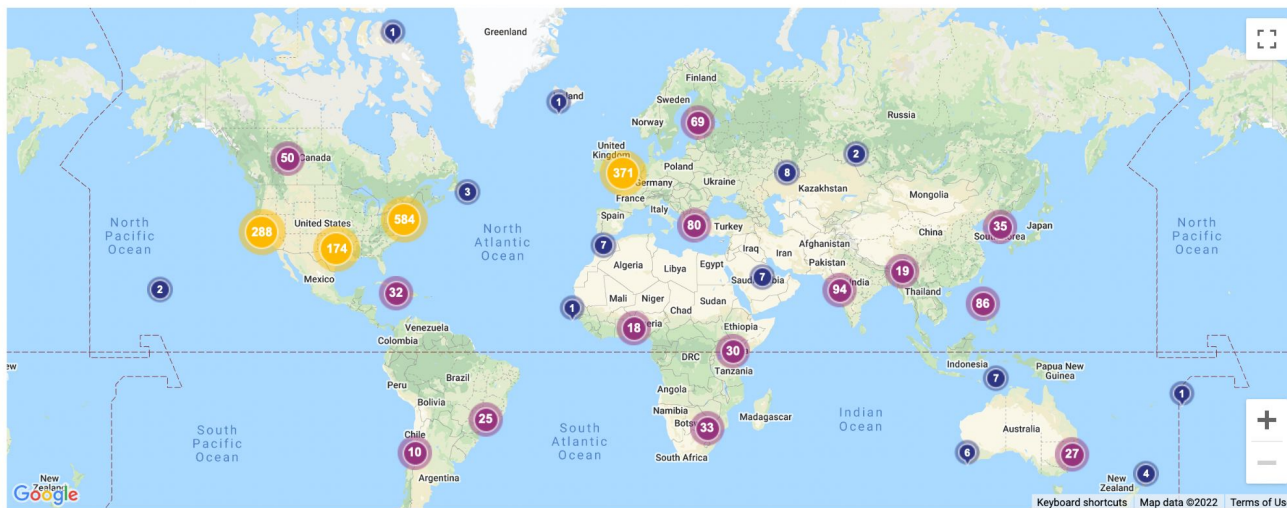 1
Greenland
1
land
Finland
Sweden
69
Norway
Russia
50
Canada
United
Kingdom
371
Poland
Germany
Ukraine
8
2
Kazakhstan
Mongolia
3
France
Italy
Spain
80
Turkey
288
United States
584
174
North
Pacific
Ocean
North
Atlantic
Ocean
7
Iraq
Iran
Afghanistan
Pakistan
China
35
South Korea
Japan
North
Pacific
Ocean
Mexico
2
32
Algeria
Libya
Egypt
7
Saudi Arabia
94
India
19
Thailand
86
1
Mali
Niger
Chad
Sudan
18
eria
Ethiopia
Venezuela
Colombia
DRC
30
Tanzania
Indonesia
7
Papua New
Guinea
1
ew
Peru
Brazil
Bolivia
25
Angola
Namibia
Bots
33
Madagascar
Indian
Ocean
Australia
South
Pacific
Ocean
Chile
10
Argentina
South
Atlantic
Ocean
South Africa
6
27
New
Zealand
4
New
Zealand
Google
Keyboard shortcuts
Map data ©2022
Terms of Us